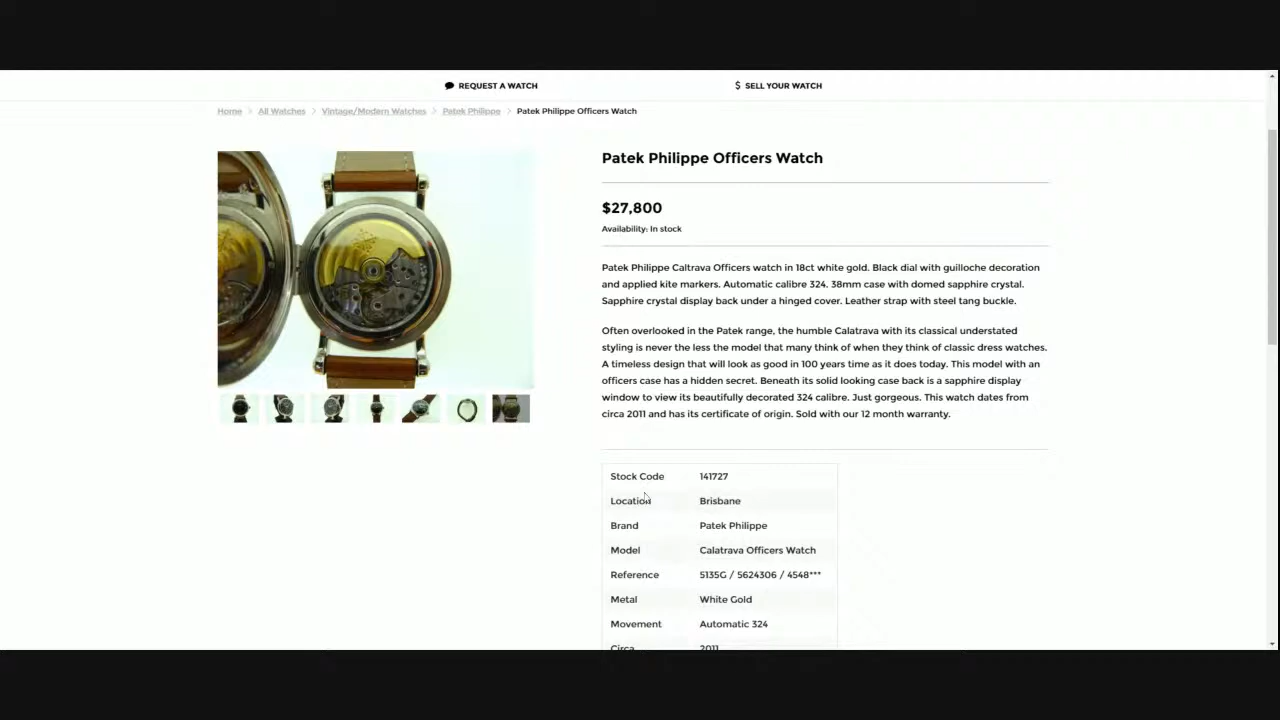 REQUEST A WATCH
$ SELL YOUR WATCH
Home > All Watches > Vintage/Modern Watches > Patek Philippe > Patek Philippe Officers Watch
Patek Philippe Officers Watch
$27,800
Availability: In stock
Patek Philippe Caltrava Officers watch in 18ct white gold. Black dial with guilloche decoration
and applied kite markers. Automatic calibre 324. 38mm case with domed sapphire crystal.
Sapphire crystal display back under a hinged cover. Leather strap with steel tang buckle.
Often overlooked in the Patek range, the humble Calatrava with its classical understated
styling is never the less the model that many think of when they think of classic dress watches.
A timeless design that will look as good in 100 years time as it does today. This model with an
officers case has a hidden secret. Beneath its solid looking case back is a sapphire display
window to view its beautifully decorated 324 calibre. Just gorgeous. This watch dates from
circa 2011 and has its certificate of origin. Sold with our 12 month warranty.
Stock Code 141727
Location Brisbane
Brand Patek Philippe
Model Calatrava Officers Watch
Reference 5135G / 5624306 / 4548***
Metal White Gold
Movement Automatic 324
Circa 2011